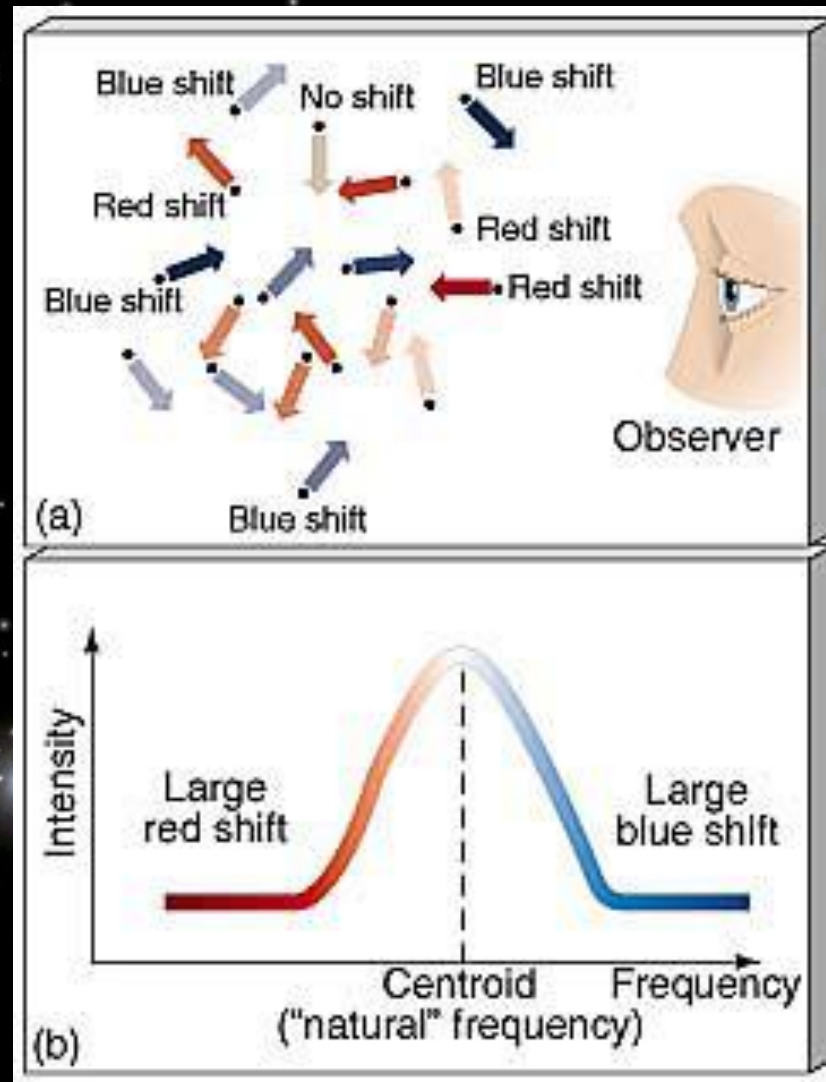 Blue shift
No shift
Blue shift
Red shift
Red shift
Blue shift
Red shift
Observer
Blue shift
(a)
Intensity
Large
red shift
Large
blue shift
Centroid
("natural" frequency)
Frequency
(b)